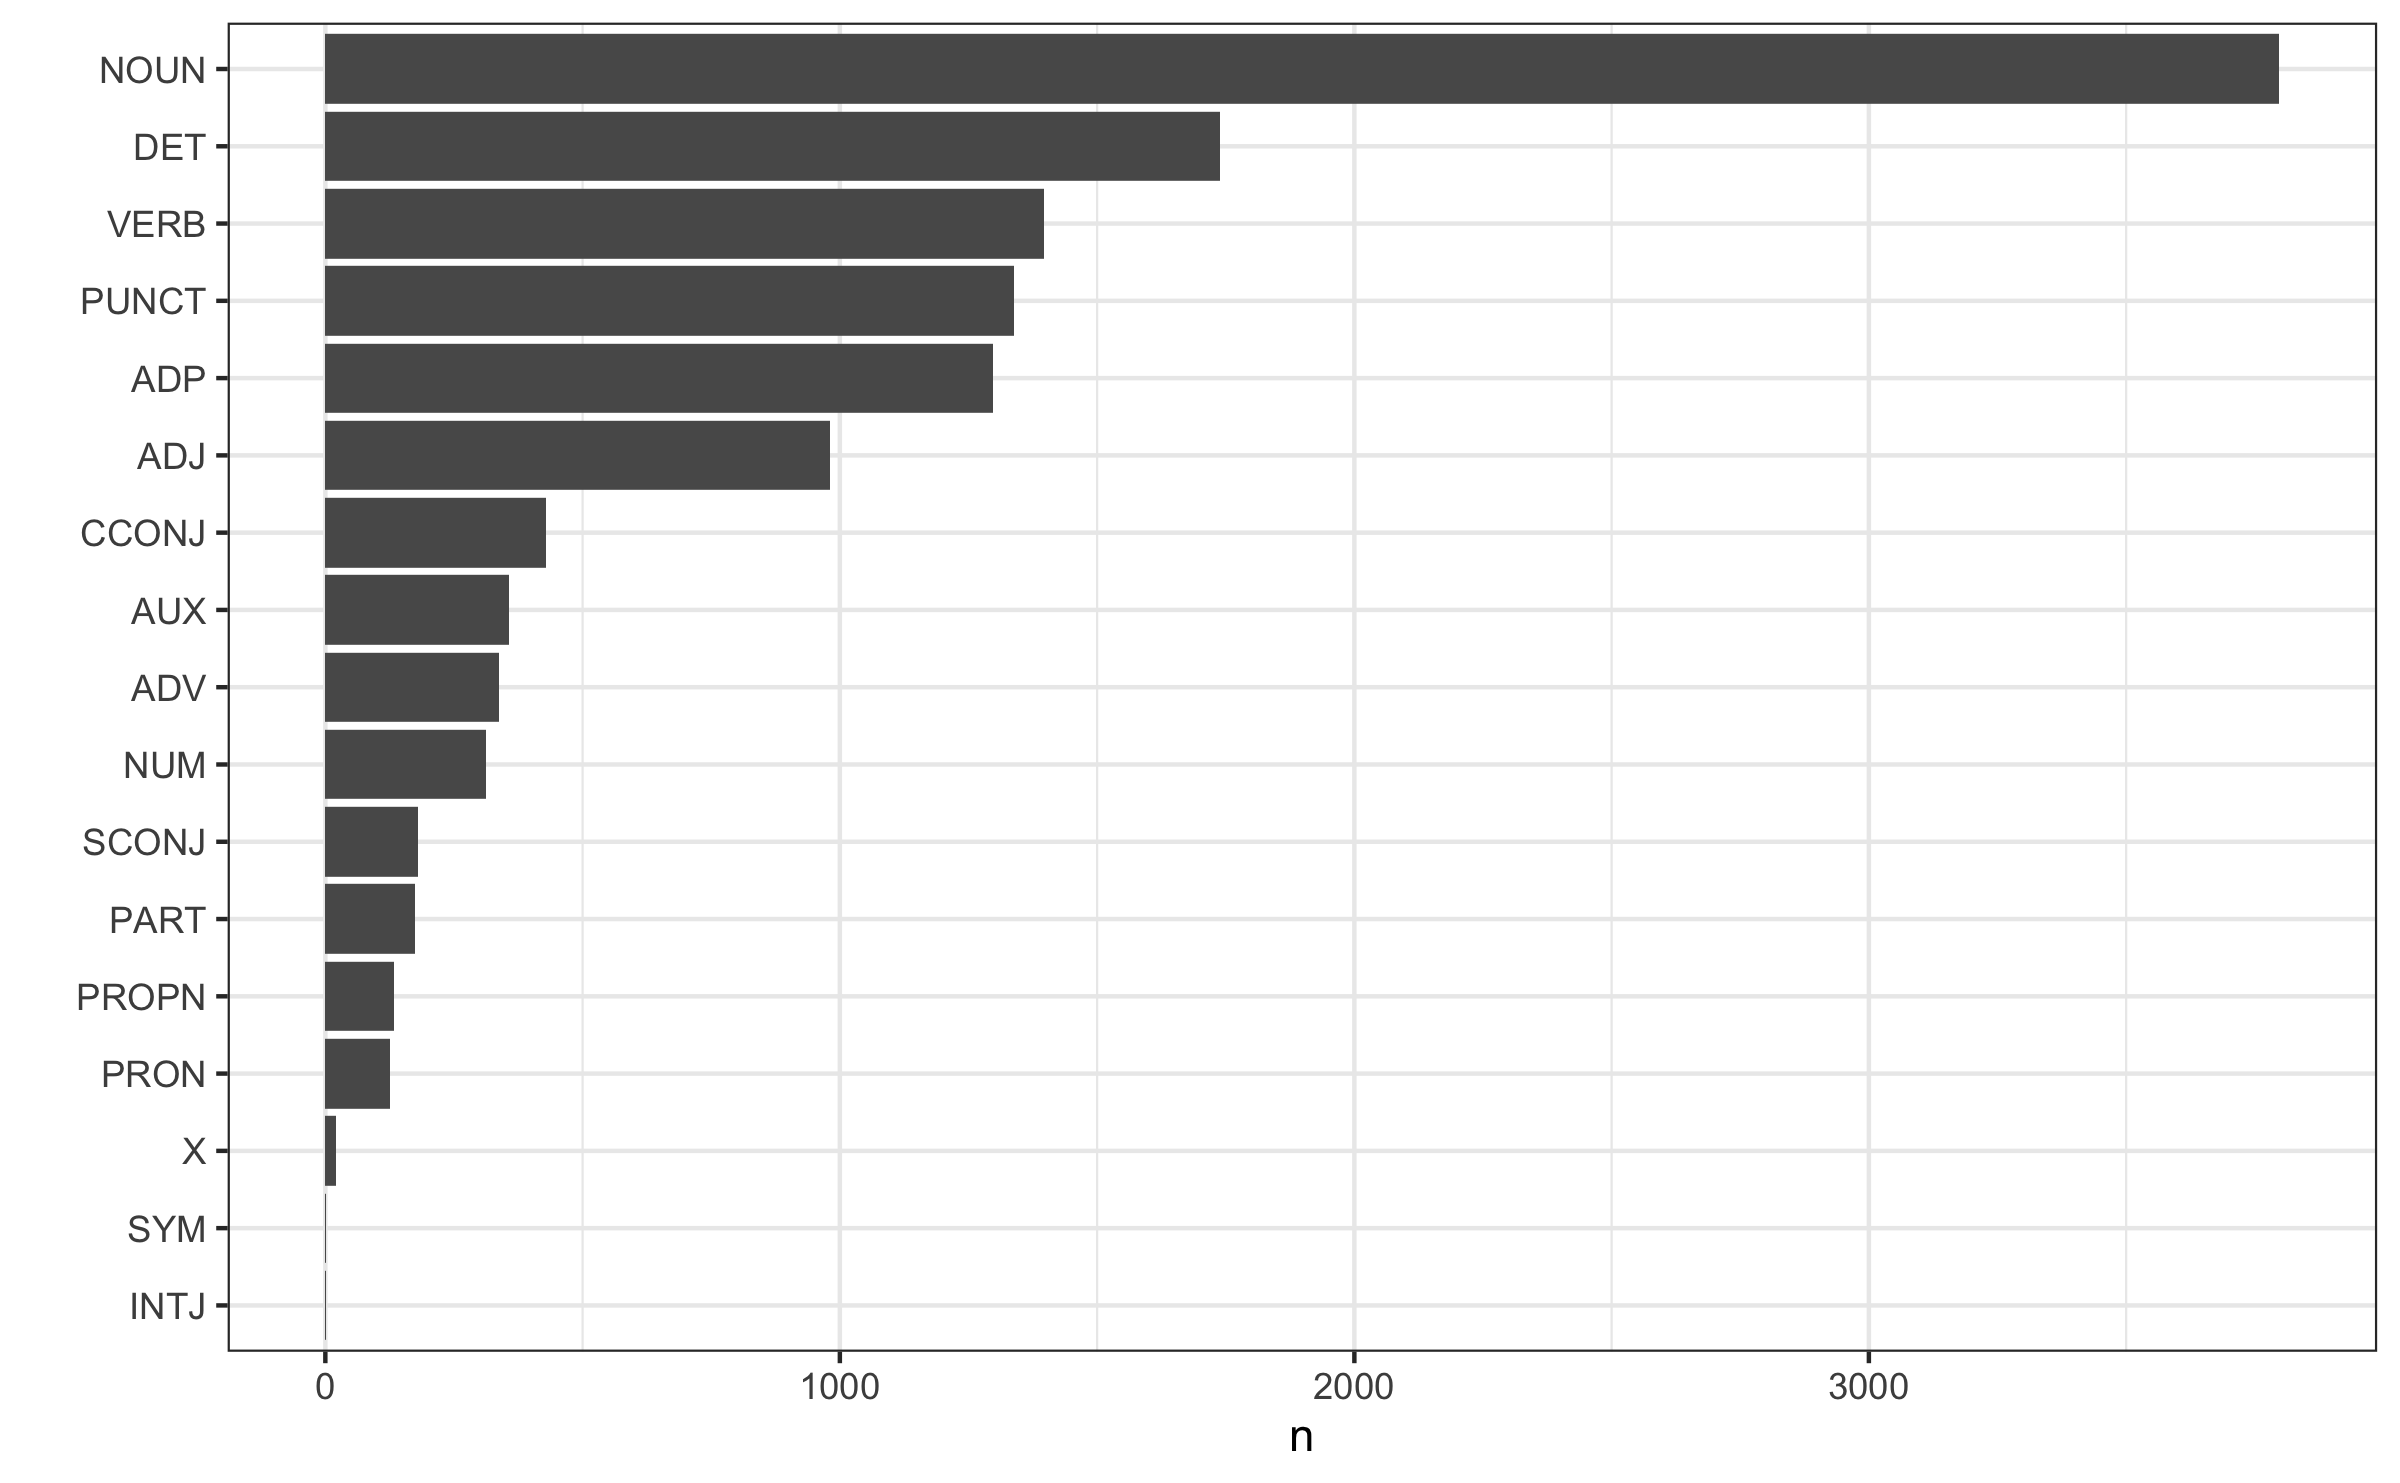 NOUN
DET
VERB
PUNCT
ADP
ADJ
CCONJ
AUX
ADV
NUM
SCONJ
PART
PROPN
PRON
X
SYM
INTJ
0 1000 2000 3000
n